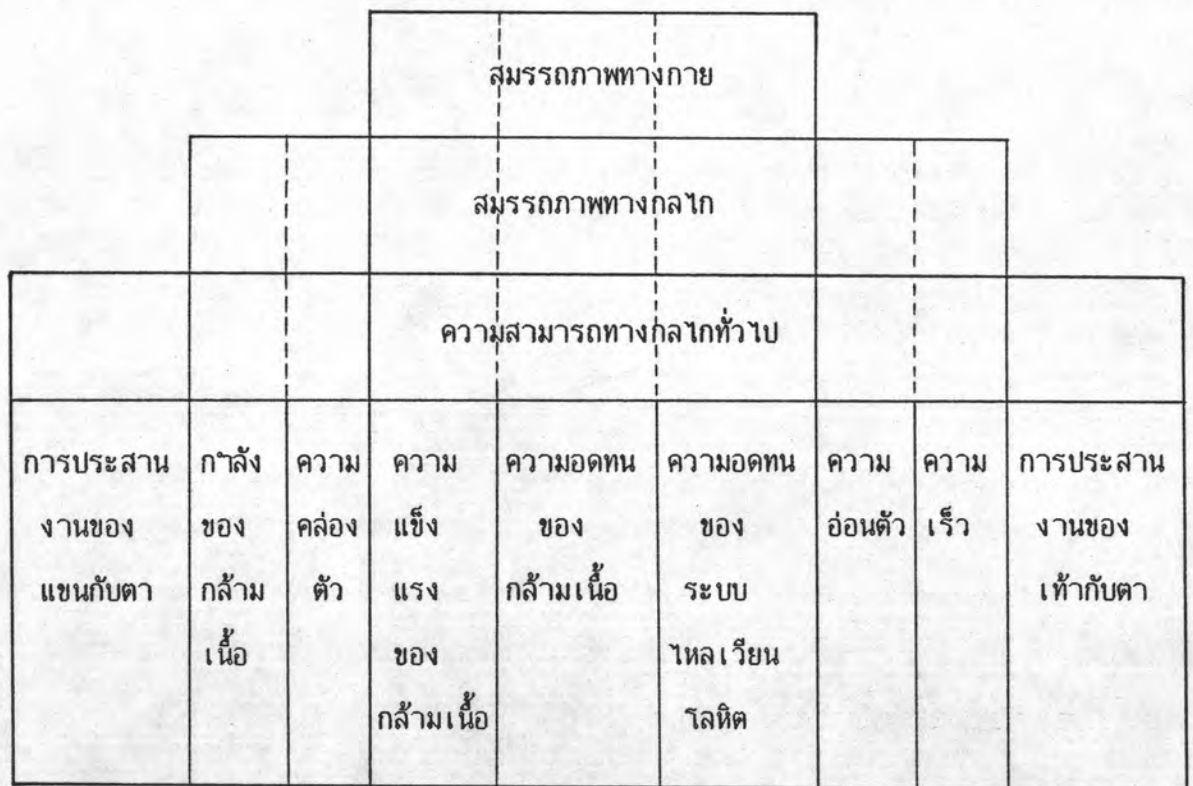 สมรรถภาพทางกาย
สมรรถภาพทางกลไก
ความสามารถทางกลไกทั่วไป
การประสาน
งานของ
แขนกับตา
กำลัง
ของ
กล้าม
เนื้อ
ความ
คล่อง
ตัว
ความ
แข็ง
แรง
ของ
กล้ามเนื้อ
ความอดทน
ของ
กล้ามเนื้อ
ความอดทน
ของ
ระบบ
ไหลเวียน
โลหิต
ความ
อ่อนตัว
ความ
เร็ว
การประสาน
งานของ
เท้ากับตา